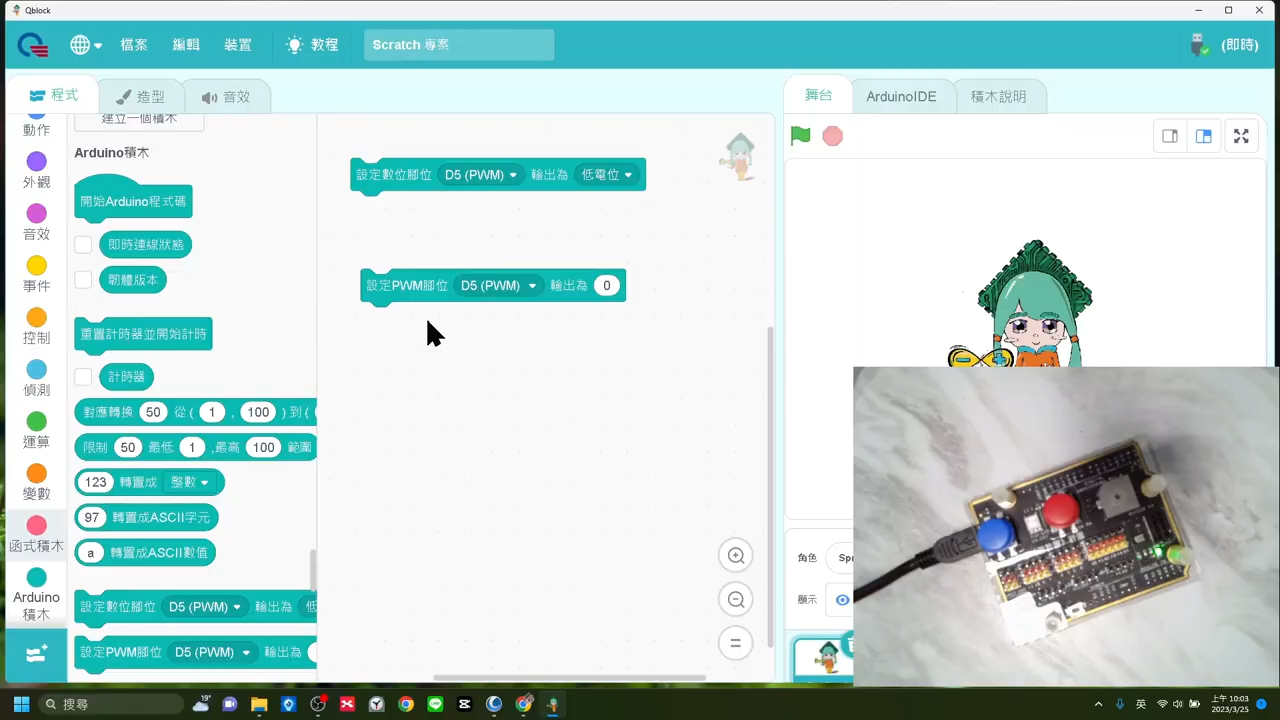 Qblock
檔案 編輯 裝置 教程 Scratch 專案 (即時)
程式 造型 音效
舞台 ArduinoIDE 積木說明
動作
外觀
音效
事件
控制
偵測
運算
變數
函式積木
Arduino
積木
建立一個積木
Arduino積木
開始Arduino程式碼
即時連線狀態
韌體版本
重置計時器並開始計時
計時器
對應轉換 50 從( 1 , 100 )到(
限制 50 最低 1 ,最高 100 範圍
123 轉置成 整數
97 轉置成ASCII字元
a 轉置成ASCII數值
設定數位腳位 D5 (PWM) 輸出為 低
設定PWM腳位 D5 (PWM) 輸出為
設定數位腳位 D5 (PWM) 輸出為 低電位
設定PWM腳位 D5 (PWM) 輸出為 0
角色 Spr
顯示
搜尋
19°
英
上午 10:03
2023/3/25